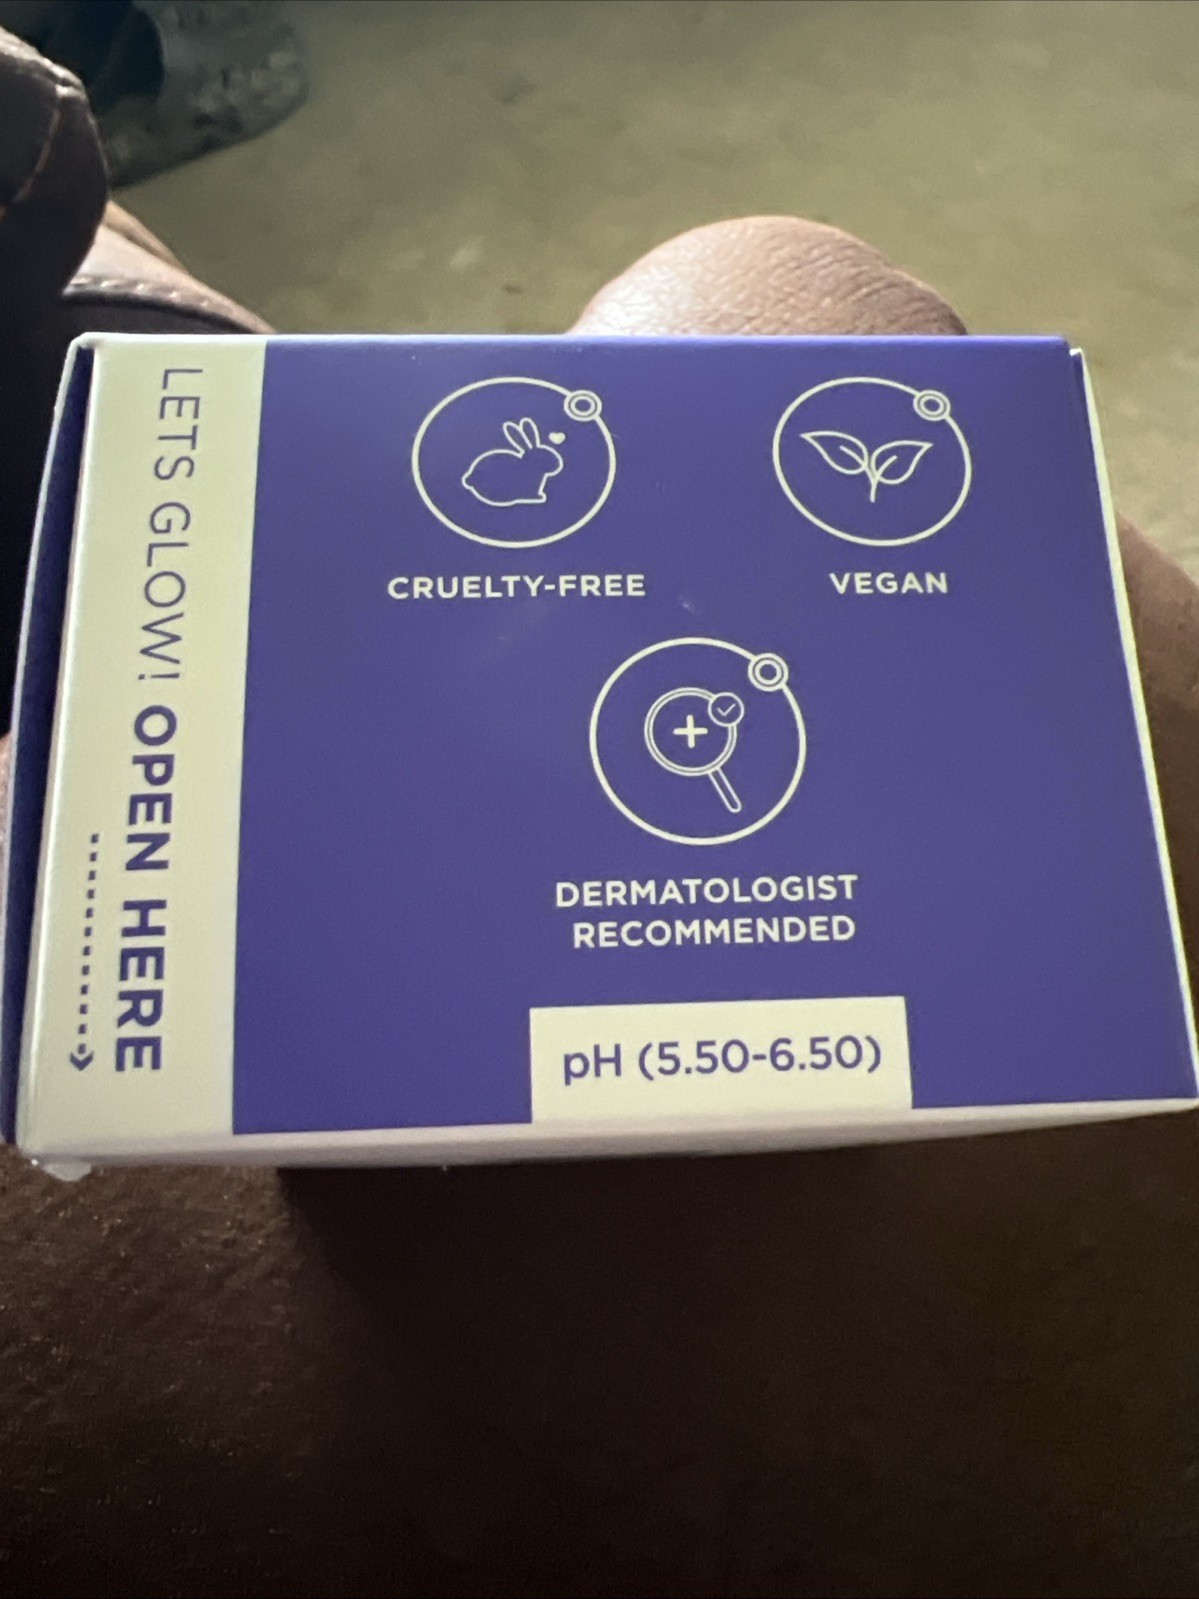 LETS GLOW! OPEN HERE
CRUELTY-FREE
VEGAN
DERMATOLOGIST
RECOMMENDED
pH (5.50-6.50)